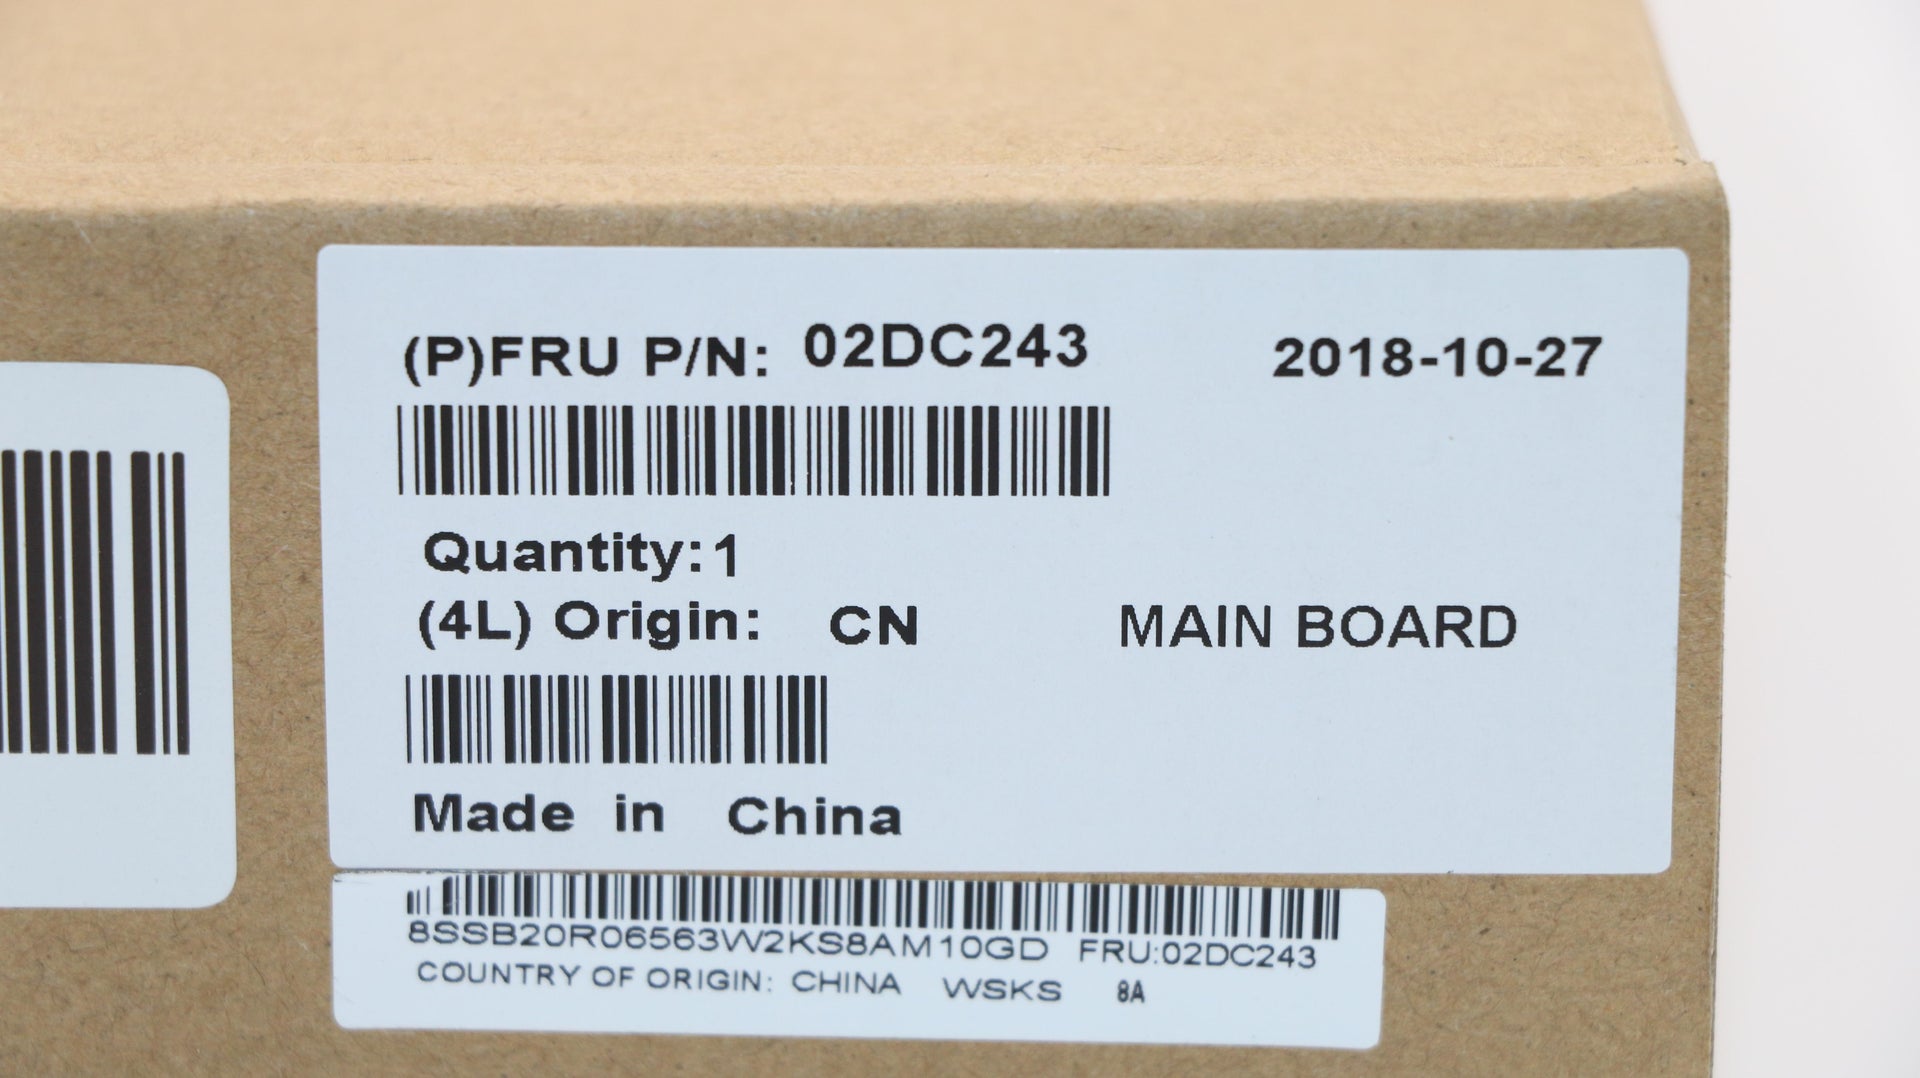 (P)FRU P/N: 02DC243 2018-10-27
Quantity:1
(4L) Origin: CN MAIN BOARD
Made in China
8SSB20R06563W2KS8AM10GD FRU:02DC243
COUNTRY OF ORIGIN: CHINA WSKS 8A